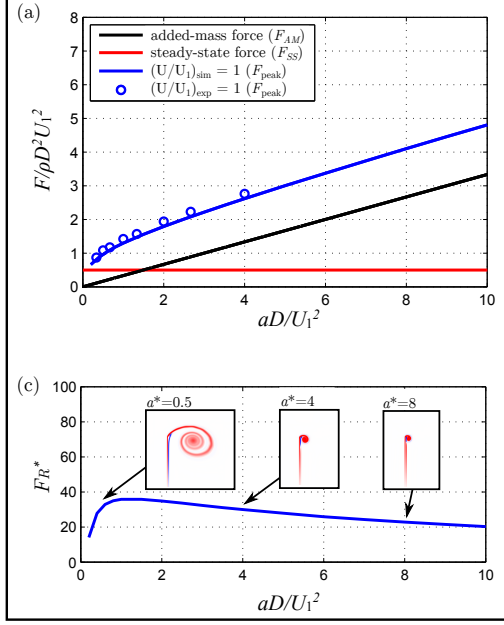 (a)
added-mass force (F_AM)
steady-state force (F_SS)
(U/U₁)_sim = 1 (F_peak)
(U/U₁)_exp = 1 (F_peak)
F/ρD²U₁²
8
7
6
5
4
3
2
1
0
0 2 4 6 8 10
aD/U₁²
(c)
a*=0.5 a*=4 a*=8
F_R*
100
80
60
40
20
0
0 2 4 6 8 10
aD/U₁²